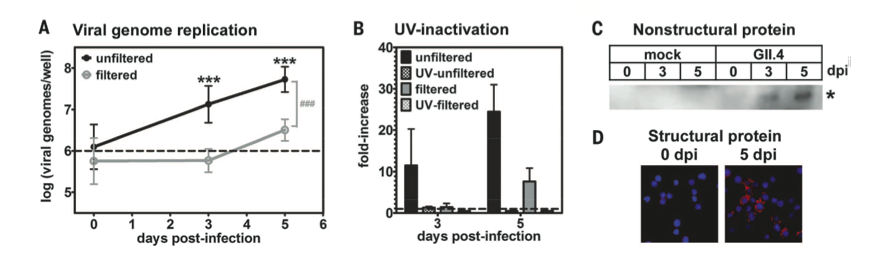 A Viral genome replication
unfiltered
filtered
***
***
###
log (viral genomes/well)
8
7
6
5
0 1 2 3 4 5 6
days post-infection
B UV-inactivation
unfiltered
UV-unfiltered
filtered
UV-filtered
fold-increase
40
30
20
10
0
3 5
days post-infection
C Nonstructural protein
mock GII.4
0 3 5 0 3 5 dpi
*
D Structural protein
0 dpi 5 dpi